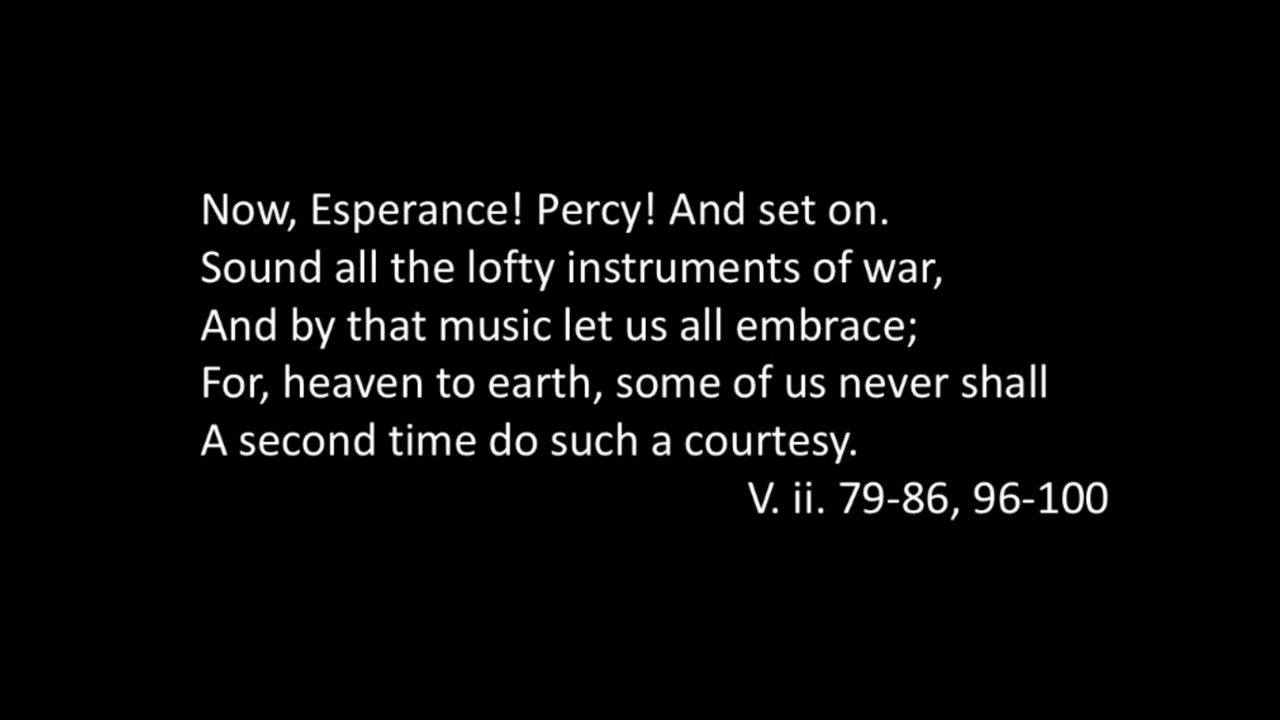 Now, Esperance! Percy! And set on.
Sound all the lofty instruments of war,
And by that music let us all embrace;
For, heaven to earth, some of us never shall
A second time do such a courtesy.
V. ii. 79-86, 96-100